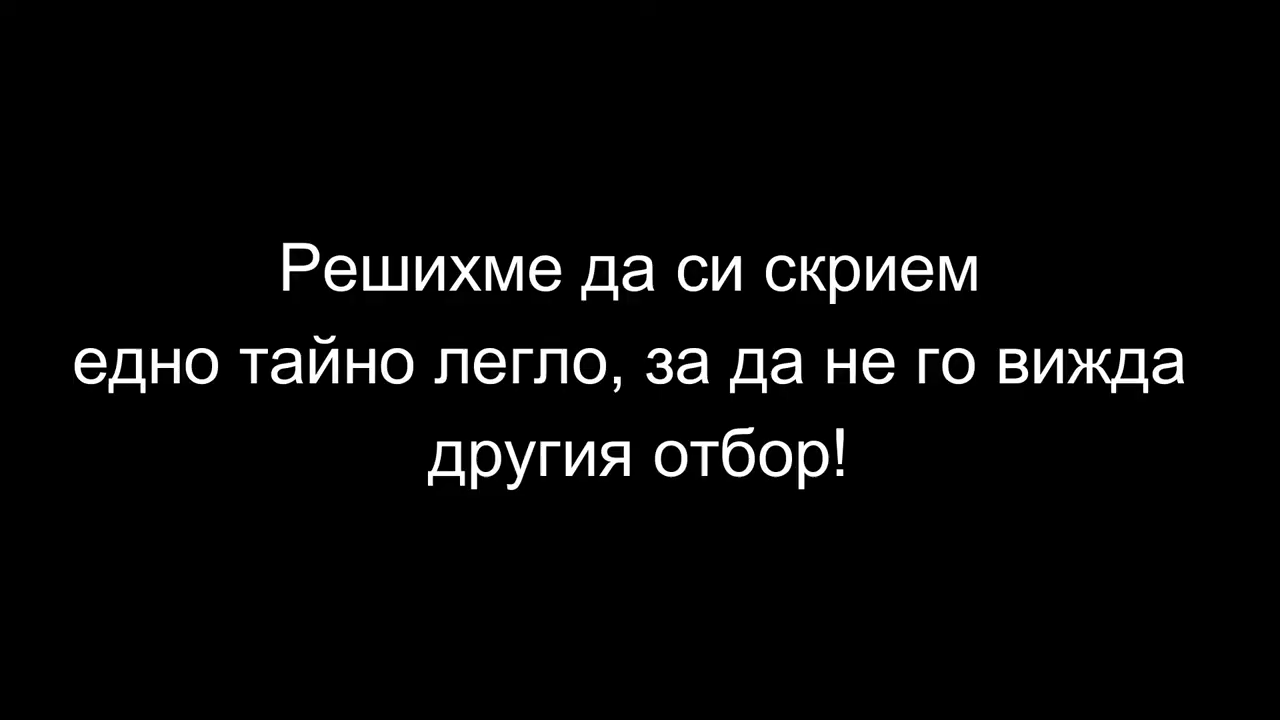 Решихме да си скрием
едно тайно легло, за да не го вижда
другия отбор!